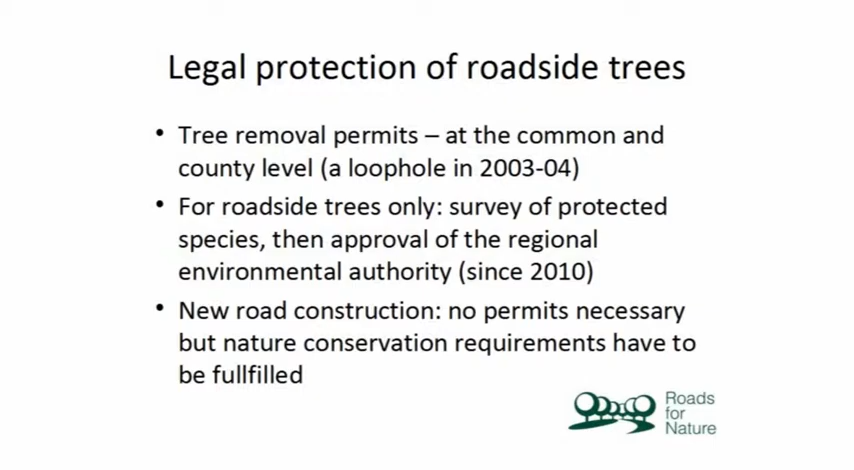 Legal protection of roadside trees
• Tree removal permits – at the common and
county level (a loophole in 2003-04)
• For roadside trees only: survey of protected
species, then approval of the regional
environmental authority (since 2010)
• New road construction: no permits necessary
but nature conservation requirements have to
be fullfilled
Roads
for
Nature